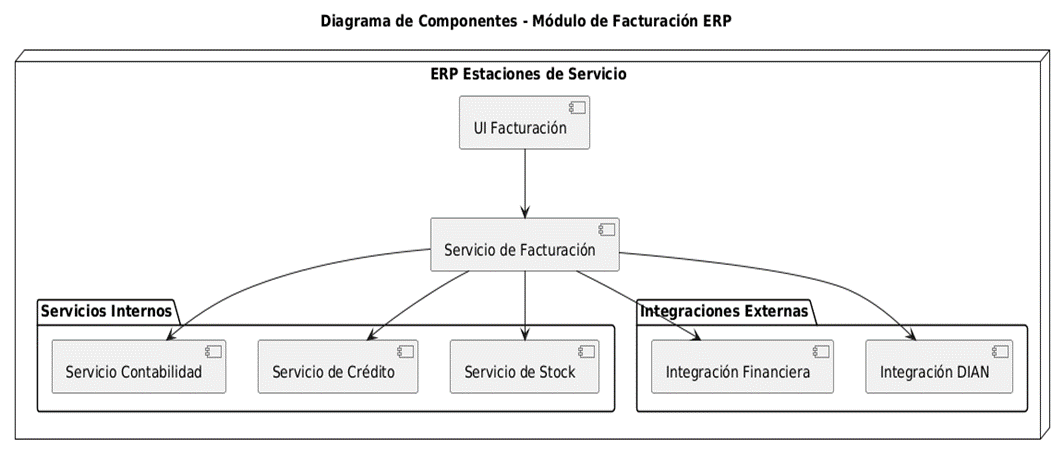 Diagrama de Componentes - Módulo de Facturación ERP
ERP Estaciones de Servicio
UI Facturación
Servicio de Facturación
Servicios Internos
Integraciones Externas
Servicio Contabilidad
Servicio de Crédito
Servicio de Stock
Integración Financiera
Integración DIAN